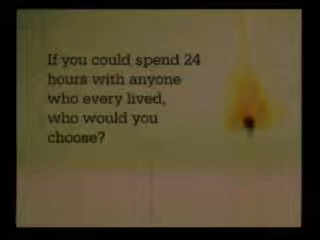 If you could spend 24
hours with anyone
who every lived,
who would you
choose?